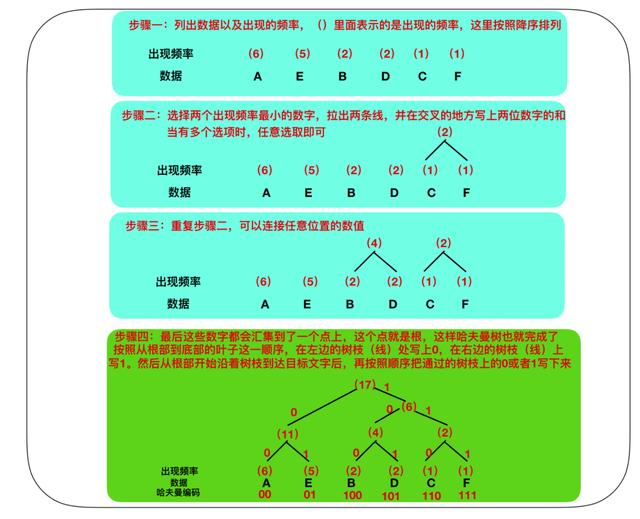 步骤一：列出数据以及出现的频率，（）里面表示的是出现的频率，这里按照降序排列
出现频率 (6) (5) (2) (2) (1) (1)
数据 A E B D C F
步骤二：选择两个出现频率最小的数字，拉出两条线，并在交叉的地方写上两位数字的和
当有多个选项时，任意选取即可
(2)
出现频率 (6) (5) (2) (2) (1) (1)
数据 A E B D C F
步骤三：重复步骤二，可以连接任意位置的数值
(4) (2)
出现频率 (6) (5) (2) (2) (1) (1)
数据 A E B D C F
步骤四：最后这些数字都会汇集到了一个点上，这个点就是根，这样哈夫曼树也就完成了
按照从根部到底部的叶子这一顺序，在左边的树枝（线）处写上0，在右边的树枝（线）上
写1。然后从根部开始沿着树枝到达目标文字后，再按照顺序把通过的树枝上的0或者1写下来
(17) 1
0 0 (6) 1
(11) (4) (2)
0 1 0 1 0 1
出现频率 (6) (5) (2) (2) (1) (1)
数据 A E B D C F
哈夫曼编码 00 01 100 101 110 111